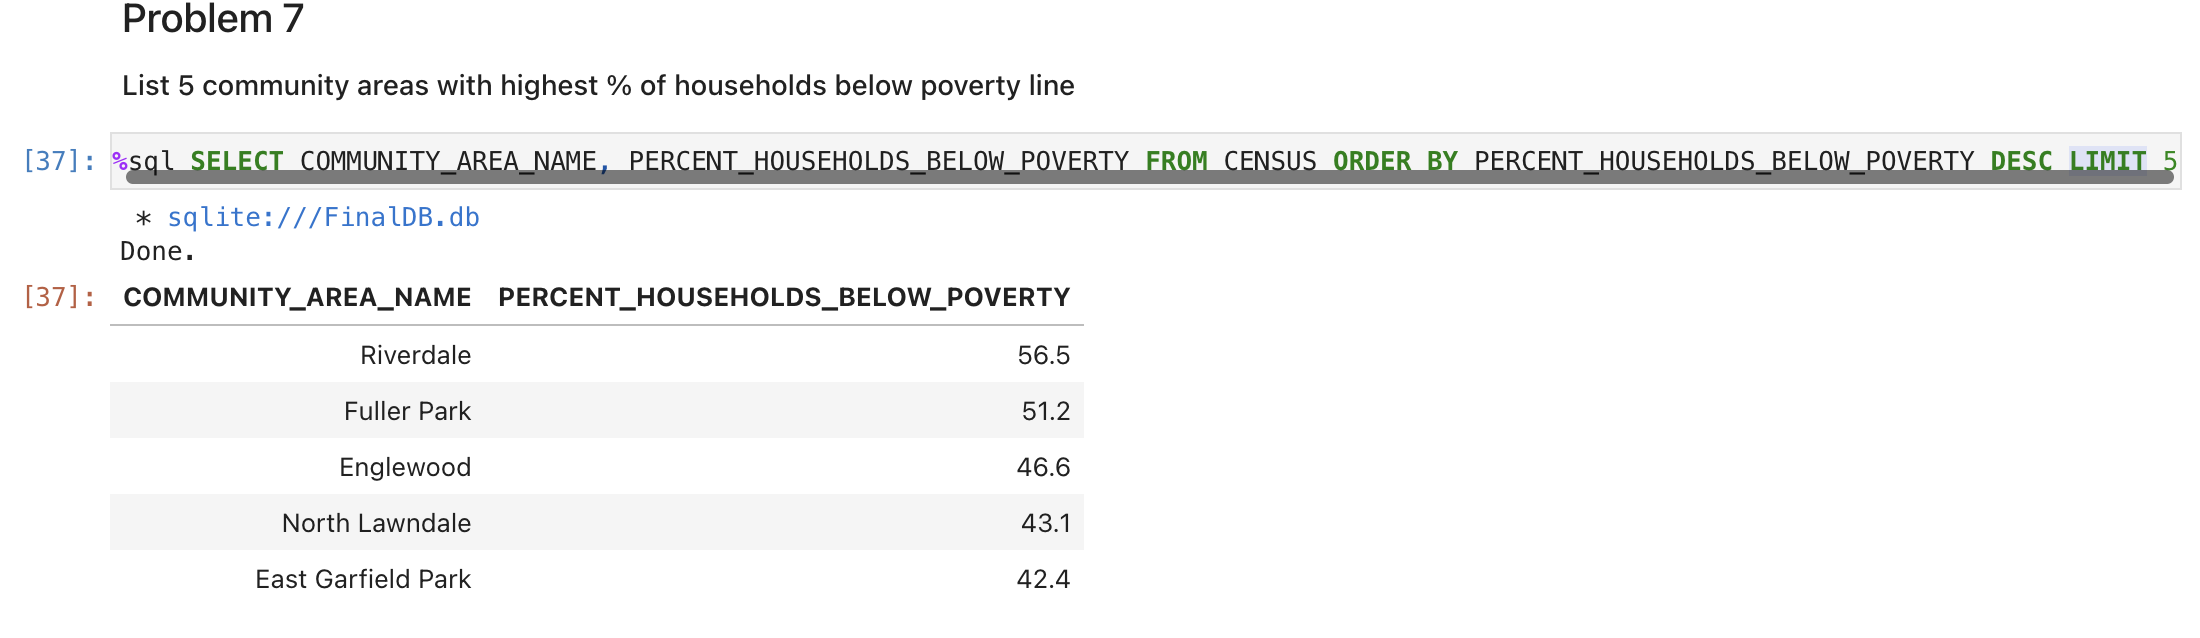 Problem 7
List 5 community areas with highest % of households below poverty line
[37]: %sql SELECT COMMUNITY_AREA_NAME, PERCENT_HOUSEHOLDS_BELOW_POVERTY FROM CENSUS ORDER BY PERCENT_HOUSEHOLDS_BELOW_POVERTY DESC LIMIT 5
* sqlite:///FinalDB.db
Done.
[37]: COMMUNITY_AREA_NAME PERCENT_HOUSEHOLDS_BELOW_POVERTY
Riverdale 56.5
Fuller Park 51.2
Englewood 46.6
North Lawndale 43.1
East Garfield Park 42.4